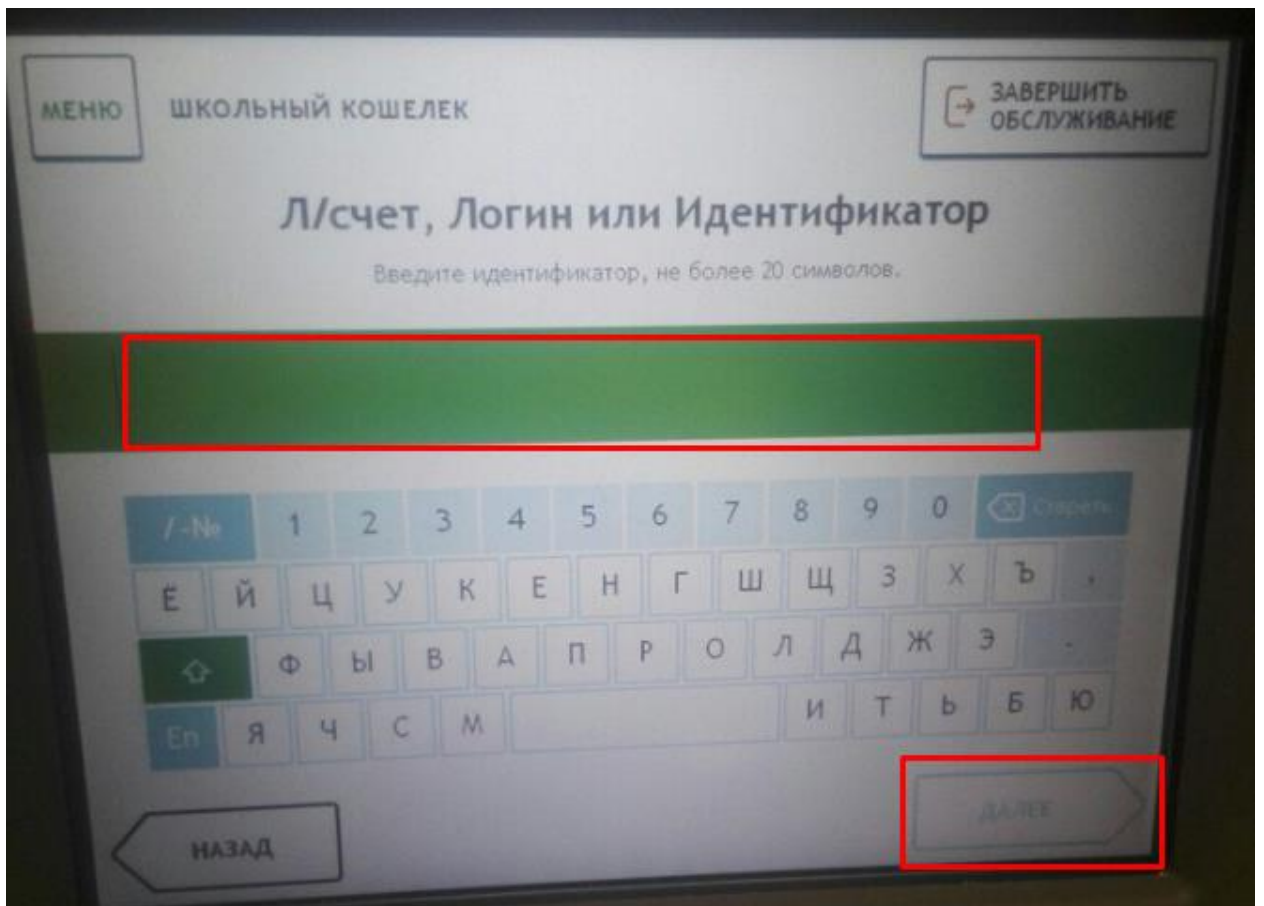 МЕНЮ
ШКОЛЬНЫЙ КОШЕЛЕК
ЗАВЕРШИТЬ
ОБСЛУЖИВАНИЕ
Л/счет, Логин или Идентификатор
Введите идентификатор, не более 20 символов.
/ -№ 1 2 3 4 5 6 7 8 9 0 Стереть
Ё Й Ц У К Е Н Г Ш Щ З Х Ъ ,
Ф Ы В А П Р О Л Д Ж Э .
En Я Ч С М И Т Ь Б Ю
НАЗАД
ДАЛЕЕ